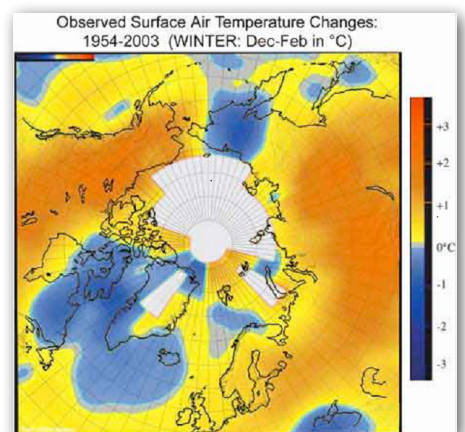 Observed Surface Air Temperature Changes:
1954-2003 (WINTER: Dec-Feb in °C)
+3
+2
+1
0°C
-1
-2
-3